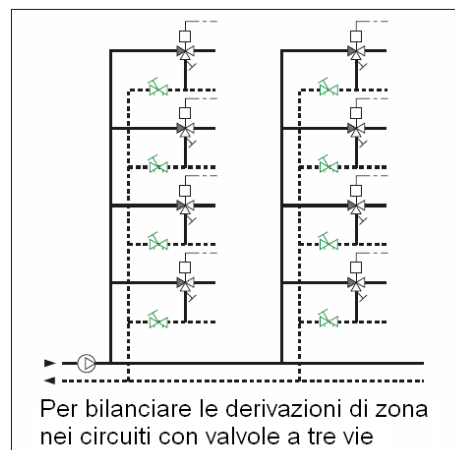 Per bilanciare le derivazioni di zona
nei circuiti con valvole a tre vie